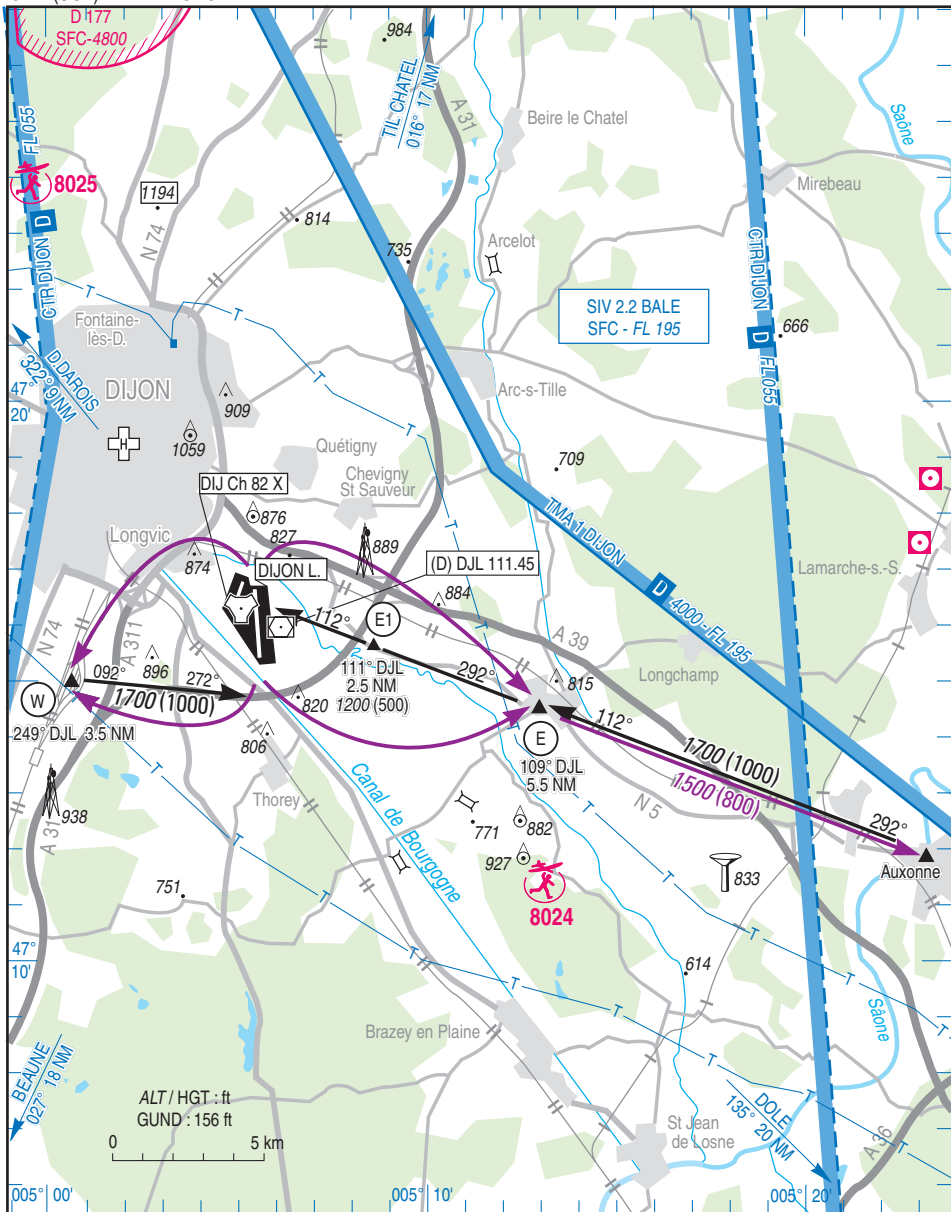 D 177
SFC-4800
984
TIL CHATEL
016° 17 NM
A 31
Beire le Chatel
Saône
FL 055
8025
1194
N 74
814
735
Arcelot
Mirebeau
CTR DIJON D
CTR DIJON
D
FL 055
SIV 2.2 BALE
SFC - FL 195
666
Fontaine-
lès-D.
T
T
T
DIJON
D.DAROIS
322° 9 NM
47°
20'
909
1059
H
Arc-s-Tille
T
Quétigny
Chevigny
St Sauveur
709
DIJ Ch 82 X
876
827
889
Longvic
874
DIJON L.
(D) DJL 111.45
TMA 1 DIJON
D
4000 - FL 195
Lamarche-s.-S.
884
112°
E1
A 39
N 74
A 311
896
111° DJL
2.5 NM
1200 (500)
292°
Longchamp
815
092°
272°
1700 (1000)
W
249° DJL 3.5 NM
820
806
E
109° DJL
5.5 NM
112°
1700 (1000)
1500 (800)
292°
N 5
Thorey
Canal de Bourgogne
938
A 31
771
882
927
8024
833
Auxonne
751
47°
10'
614
T
T
T
T
T
T
T
T
T
Brazey en Plaine
Sâone
BEAUNE
027° 18 NM
ALT / HGT : ft
GUND : 156 ft
0
5 km
St Jean
de Losne
DOLE
135° 20 NM
A 36
005° 00'
005° 10'
005° 20'